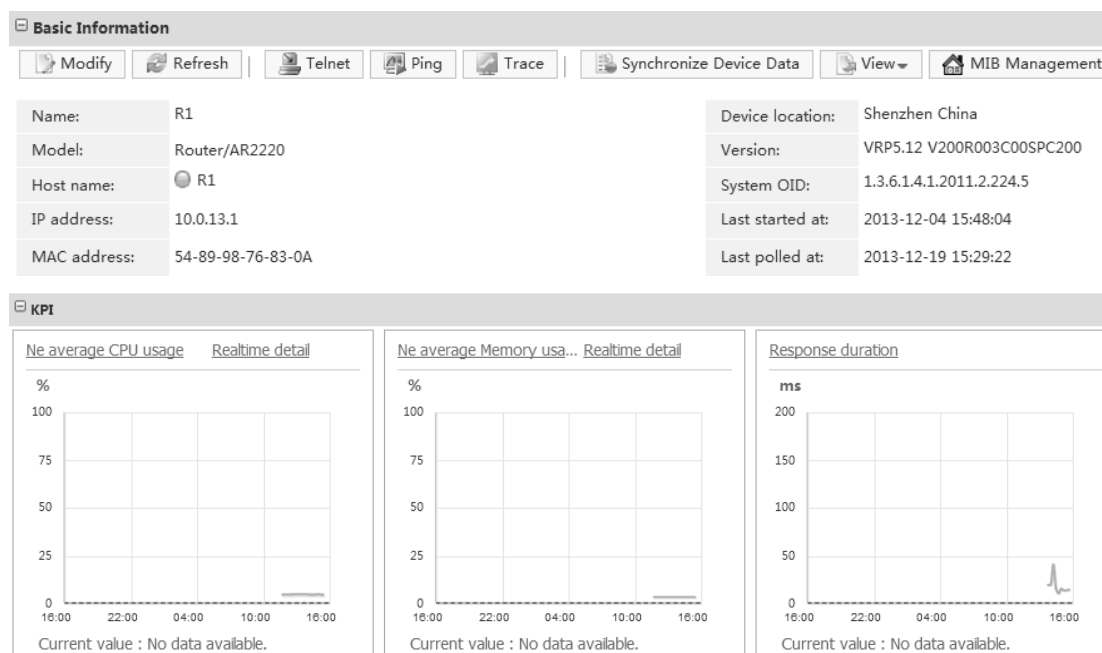 Basic Information
Modify Refresh Telnet Ping Trace Synchronize Device Data View MIB Management
Name: R1 Device location: Shenzhen China
Model: Router/AR2220 Version: VRP5.12 V200R003C00SPC200
Host name: R1 System OID: 1.3.6.1.4.1.2011.2.224.5
IP address: 10.0.13.1 Last started at: 2013-12-04 15:48:04
MAC address: 54-89-98-76-83-0A Last polled at: 2013-12-19 15:29:22
KPI
Ne average CPU usage Realtime detail Ne average Memory usa... Realtime detail Response duration
% % ms
100 100 200
75 75 150
50 50 100
25 25 50
0 0 0
16:00 22:00 04:00 10:00 16:00 16:00 22:00 04:00 10:00 16:00 16:00 22:00 04:00 10:00 16:00
Current value : No data available. Current value : No data available. Current value : No data available.